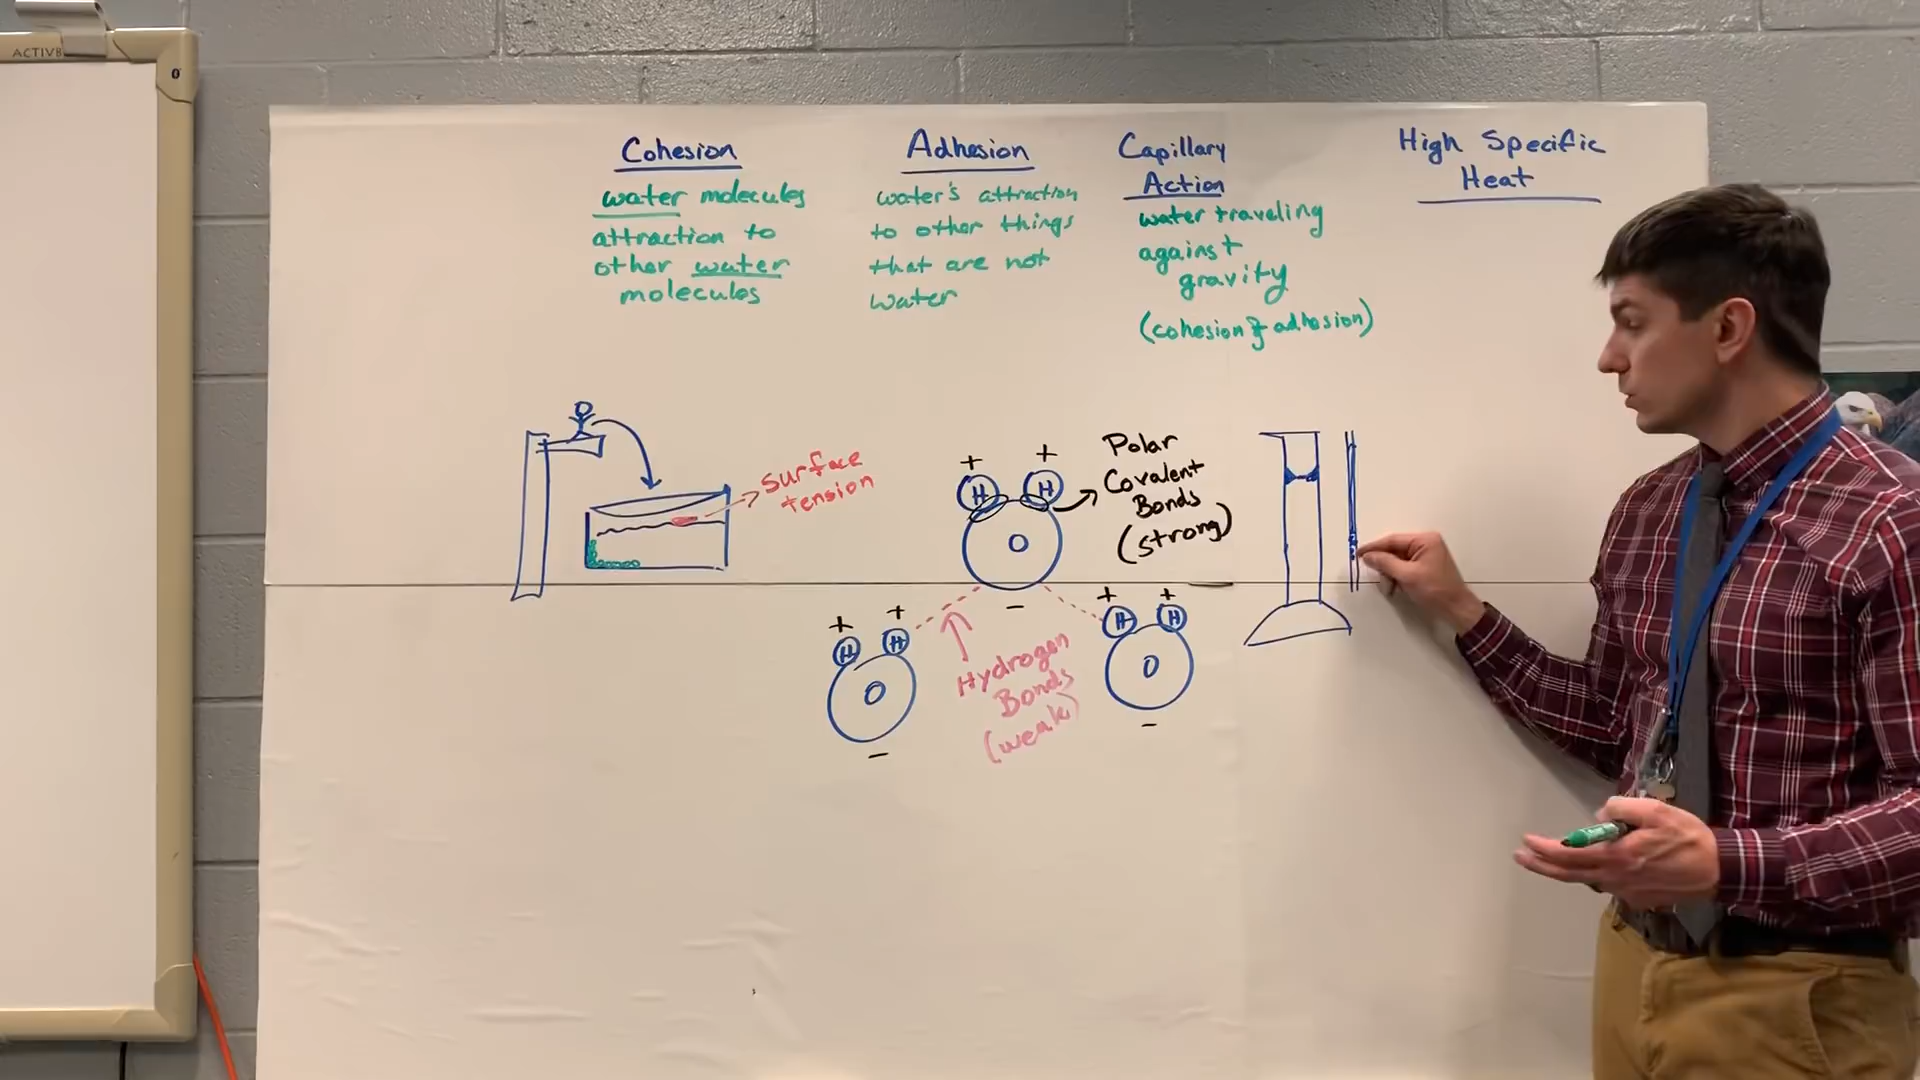 ACTIVB
Cohesion
water molecules
attraction to
other water
molecules
Adhesion
water's attraction
to other things
that are not
water
Capillary
Action
water traveling
against
gravity
(cohesion & adhesion)
High Specific
Heat
surface
tension
+
+
H
H
O
-
Polar
Covalent
Bonds
(strong)
+
+
H
H
O
-
Hydrogen
Bonds
(weak)
+
+
H
H
O
-